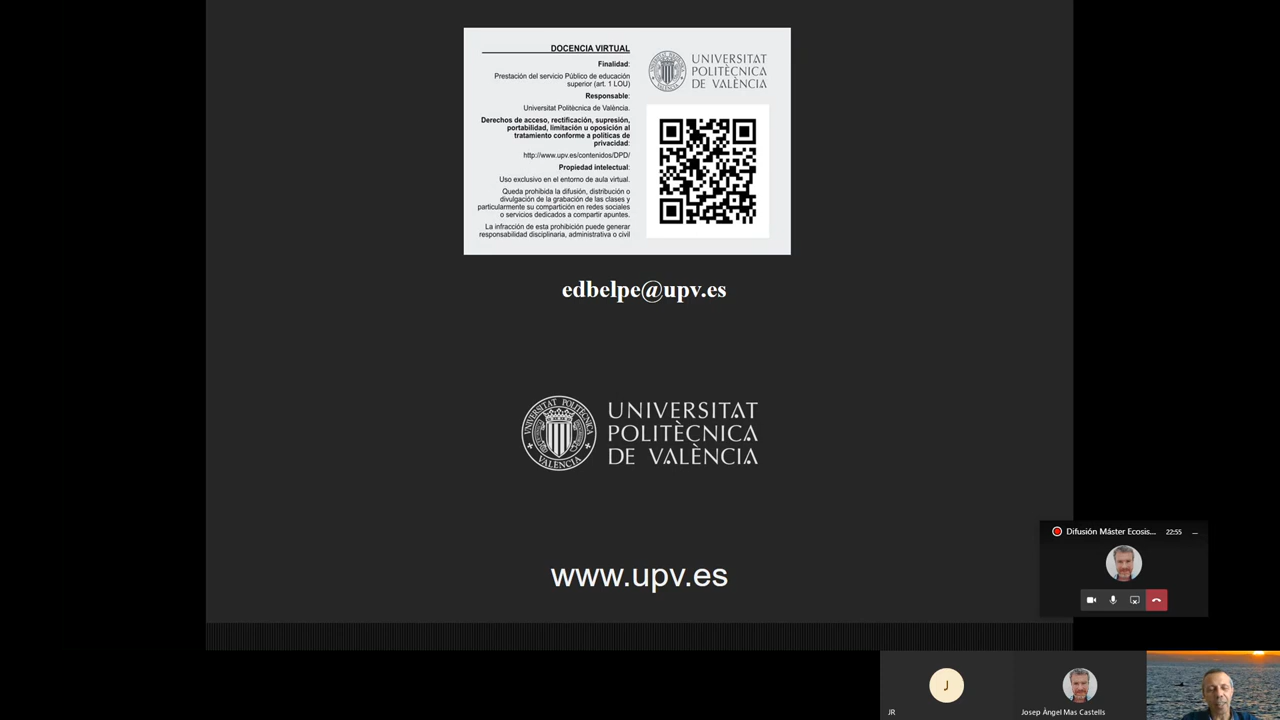 DOCENCIA VIRTUAL
Finalidad:
Prestación del servicio Público de educación
superior (art. 1 LOU)
Responsable:
Universitat Politècnica de València.
Derechos de acceso, rectificación, supresión,
portabilidad, limitación u oposición al
tratamiento conforme a políticas de
privacidad:
http://www.upv.es/contenidos/DPD/
Propiedad intelectual:
Uso exclusivo en el entorno de aula virtual.
Queda prohibida la difusión, distribución o
divulgación de la grabación de las clases y
particularmente su compartición en redes sociales
o servicios dedicados a compartir apuntes.
La infracción de esta prohibición puede generar
responsabilidad disciplinaria, administrativa o civil
UNIVERSITAT
POLITÈCNICA
DE VALÈNCIA
edbelpe@upv.es
UNIVERSITAT POLITÈCNICA
VALENCIA
UNIVERSITAT
POLITÈCNICA
DE VALÈNCIA
www.upv.es
Difusión Máster Ecosis... 22:55
J
JR
Josep Àngel Mas Castells